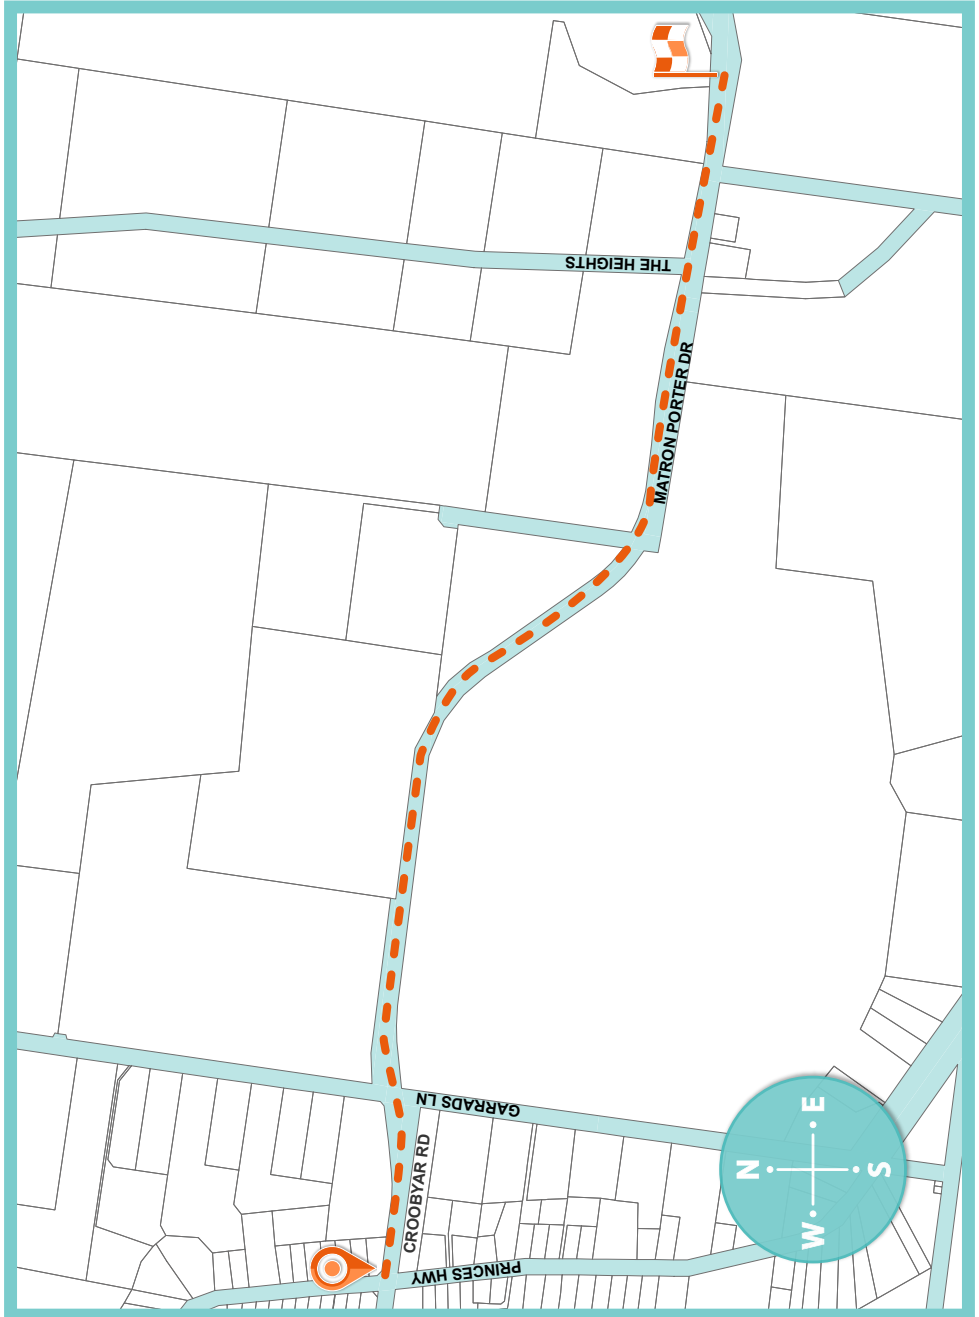 THE HEIGHTS
MATRON PORTER DR
GARRADS LN
CROOBYAR RD
PRINCES HWY
N
E
S
W